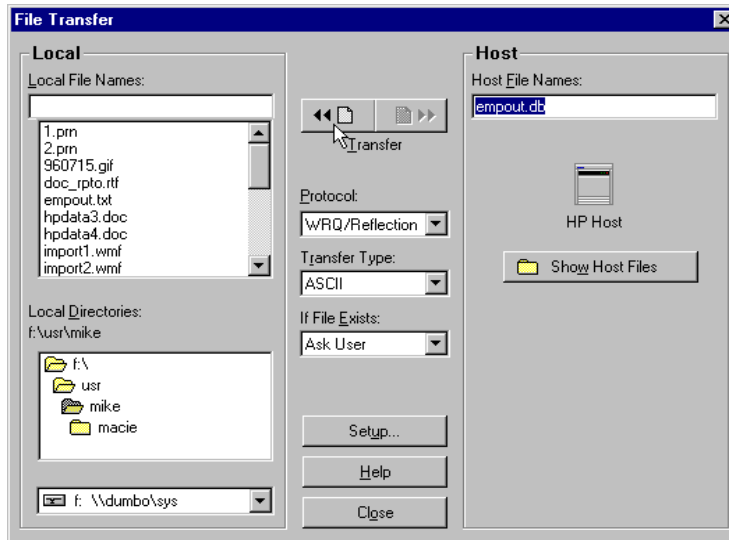 File Transfer
Local
Local File Names:
1.prn
2.prn
960715.gif
doc_rpto.rtf
empout.txt
hpdata3.doc
hpdata4.doc
import1.wmf
import2.wmf
Local Directories:
f:\usr\mike
f:\
usr
mike
macie
f: \\dumbo\sys
Transfer
Protocol:
WRQ/Reflection
Transfer Type:
ASCII
If File Exists:
Ask User
Setup...
Help
Close
Host
Host File Names:
empout.db
HP Host
Show Host Files